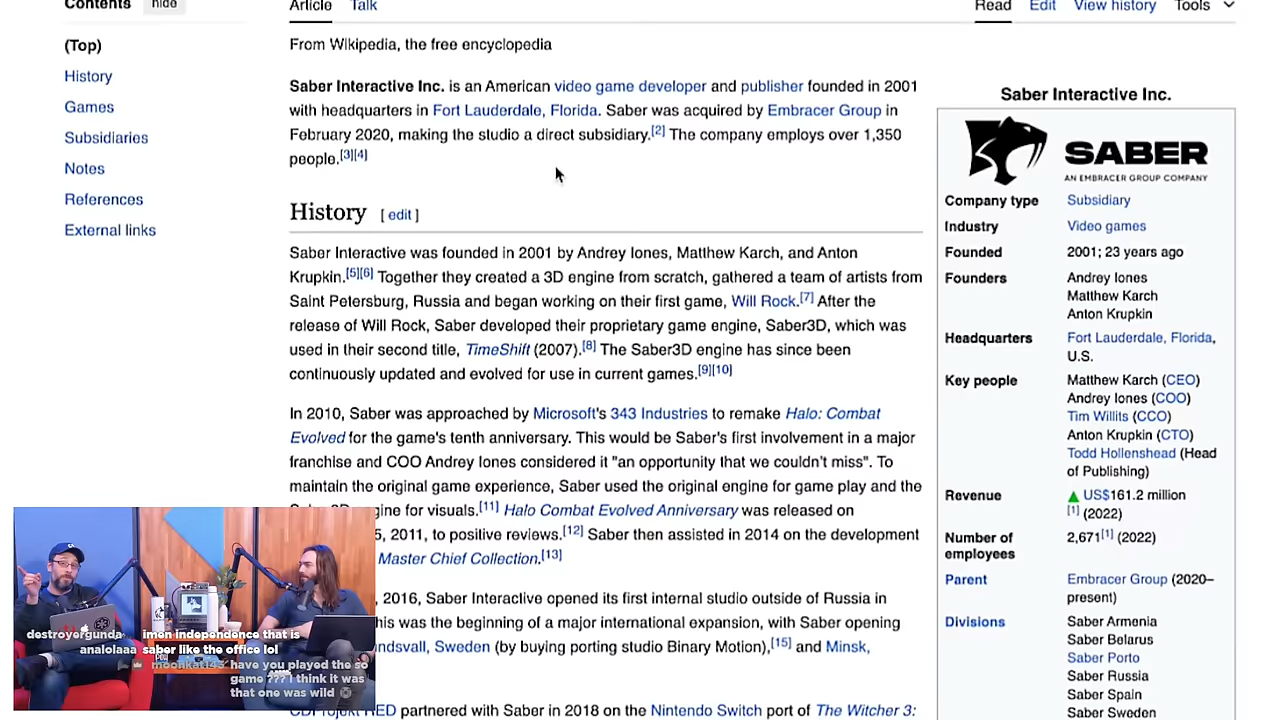 Contents hide
Article Talk
Read Edit View history Tools
(Top)
History
Games
Subsidiaries
Notes
References
External links
From Wikipedia, the free encyclopedia
Saber Interactive Inc. is an American video game developer and publisher founded in 2001
with headquarters in Fort Lauderdale, Florida. Saber was acquired by Embracer Group in
February 2020, making the studio a direct subsidiary.[2] The company employs over 1,350
people.[3][4]
History [ edit ]
Saber Interactive was founded in 2001 by Andrey Iones, Matthew Karch, and Anton
Krupkin.[5][6] Together they created a 3D engine from scratch, gathered a team of artists from
Saint Petersburg, Russia and began working on their first game, Will Rock.[7] After the
release of Will Rock, Saber developed their proprietary game engine, Saber3D, which was
used in their second title, TimeShift (2007).[8] The Saber3D engine has since been
continuously updated and evolved for use in current games.[9][10]
In 2010, Saber was approached by Microsoft's 343 Industries to remake Halo: Combat
Evolved for the game's tenth anniversary. This would be Saber's first involvement in a major
franchise and COO Andrey Iones considered it "an opportunity that we couldn't miss". To
maintain the original game experience, Saber used the original engine for game play and the
gine for visuals.[11] Halo Combat Evolved Anniversary was released on
5, 2011, to positive reviews.[12] Saber then assisted in 2014 on the development
Master Chief Collection.[13]
, 2016, Saber Interactive opened its first internal studio outside of Russia in
his was the beginning of a major international expansion, with Saber opening
ndsvall, Sweden (by buying porting studio Binary Motion),[15] and Minsk,
CDProjekt RED partnered with Saber in 2018 on the Nintendo Switch port of The Witcher 3:
Saber Interactive Inc.
SABER
AN EMBRACER GROUP COMPANY
Company type Subsidiary
Industry Video games
Founded 2001; 23 years ago
Founders Andrey Iones
Matthew Karch
Anton Krupkin
Headquarters Fort Lauderdale, Florida,
U.S.
Key people Matthew Karch (CEO)
Andrey Iones (COO)
Tim Willits (CCO)
Anton Krupkin (CTO)
Todd Hollenshead (Head
of Publishing)
Revenue ▲ US$161.2 million
[1] (2022)
Number of
employees 2,671[1] (2022)
Parent Embracer Group (2020–
present)
Divisions Saber Armenia
Saber Belarus
Saber Porto
Saber Russia
Saber Spain
Saber Sweden
destroyergunda imen independence that is
analolaaa saber like the office lol
moonkat143 have you played the so
game ??? I think it was
that one was wild